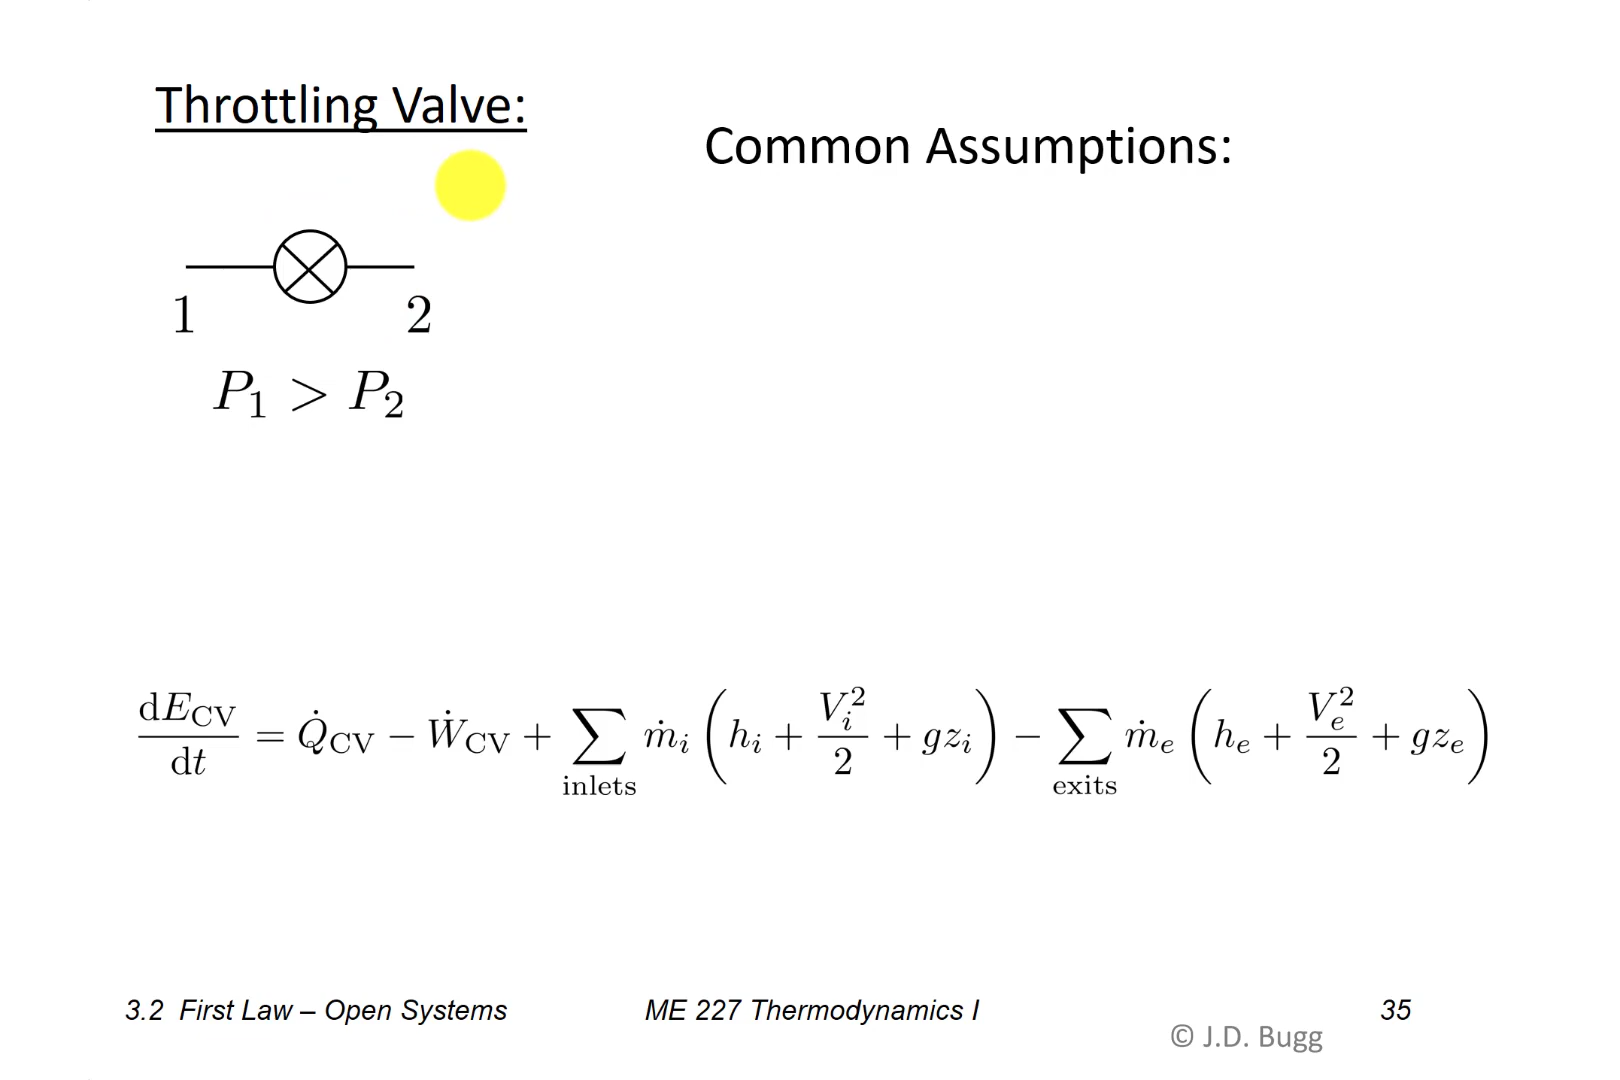 Throttling Valve:
Common Assumptions:
1 2
P₁ > P₂
dE_CV/dt = Q̇_CV − Ẇ_CV + ∑_inlets ṁ_i (h_i + V_i²/2 + gz_i) − ∑_exits ṁ_e (h_e + V_e²/2 + gz_e)
3.2 First Law – Open Systems ME 227 Thermodynamics I 35
© J.D. Bugg